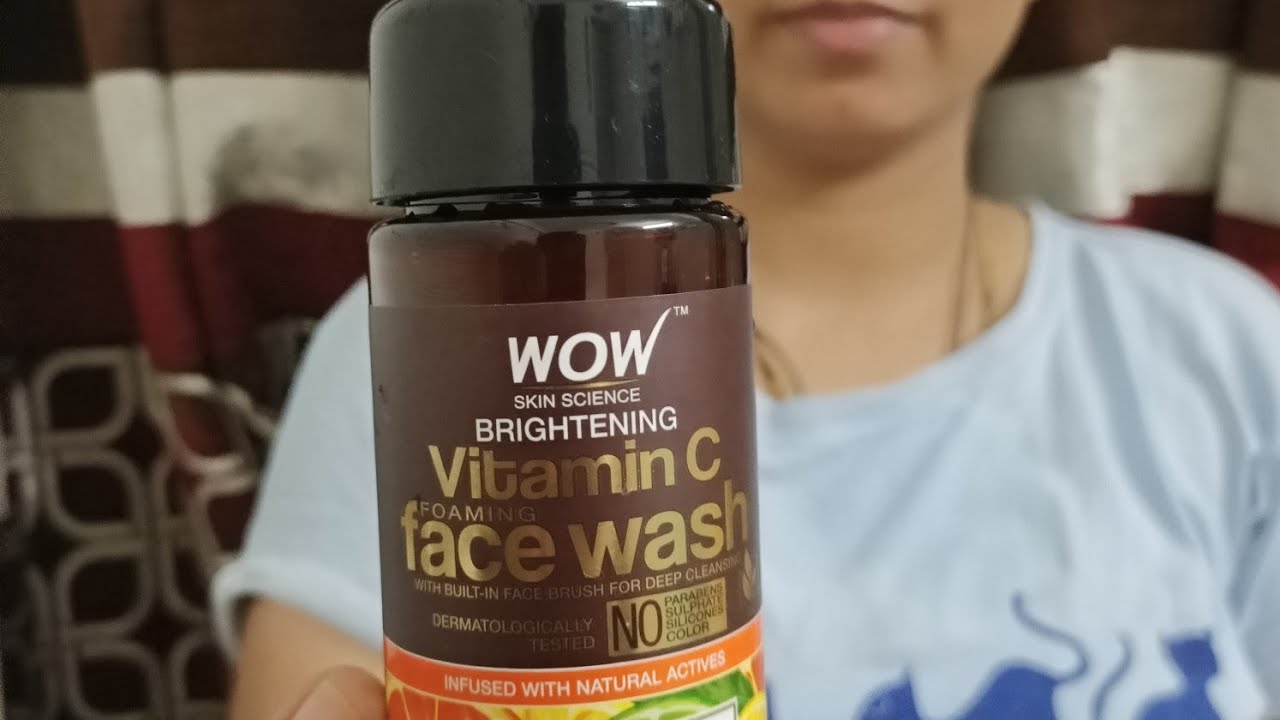 WOW™
SKIN SCIENCE
BRIGHTENING
Vitamin C
FOAMING
face wash
WITH BUILT-IN FACE BRUSH FOR DEEP CLEANSING
DERMATOLOGICALLY
TESTED
NO
PARABENS
SULPHATE
SILICONES
COLOR
INFUSED WITH NATURAL ACTIVES